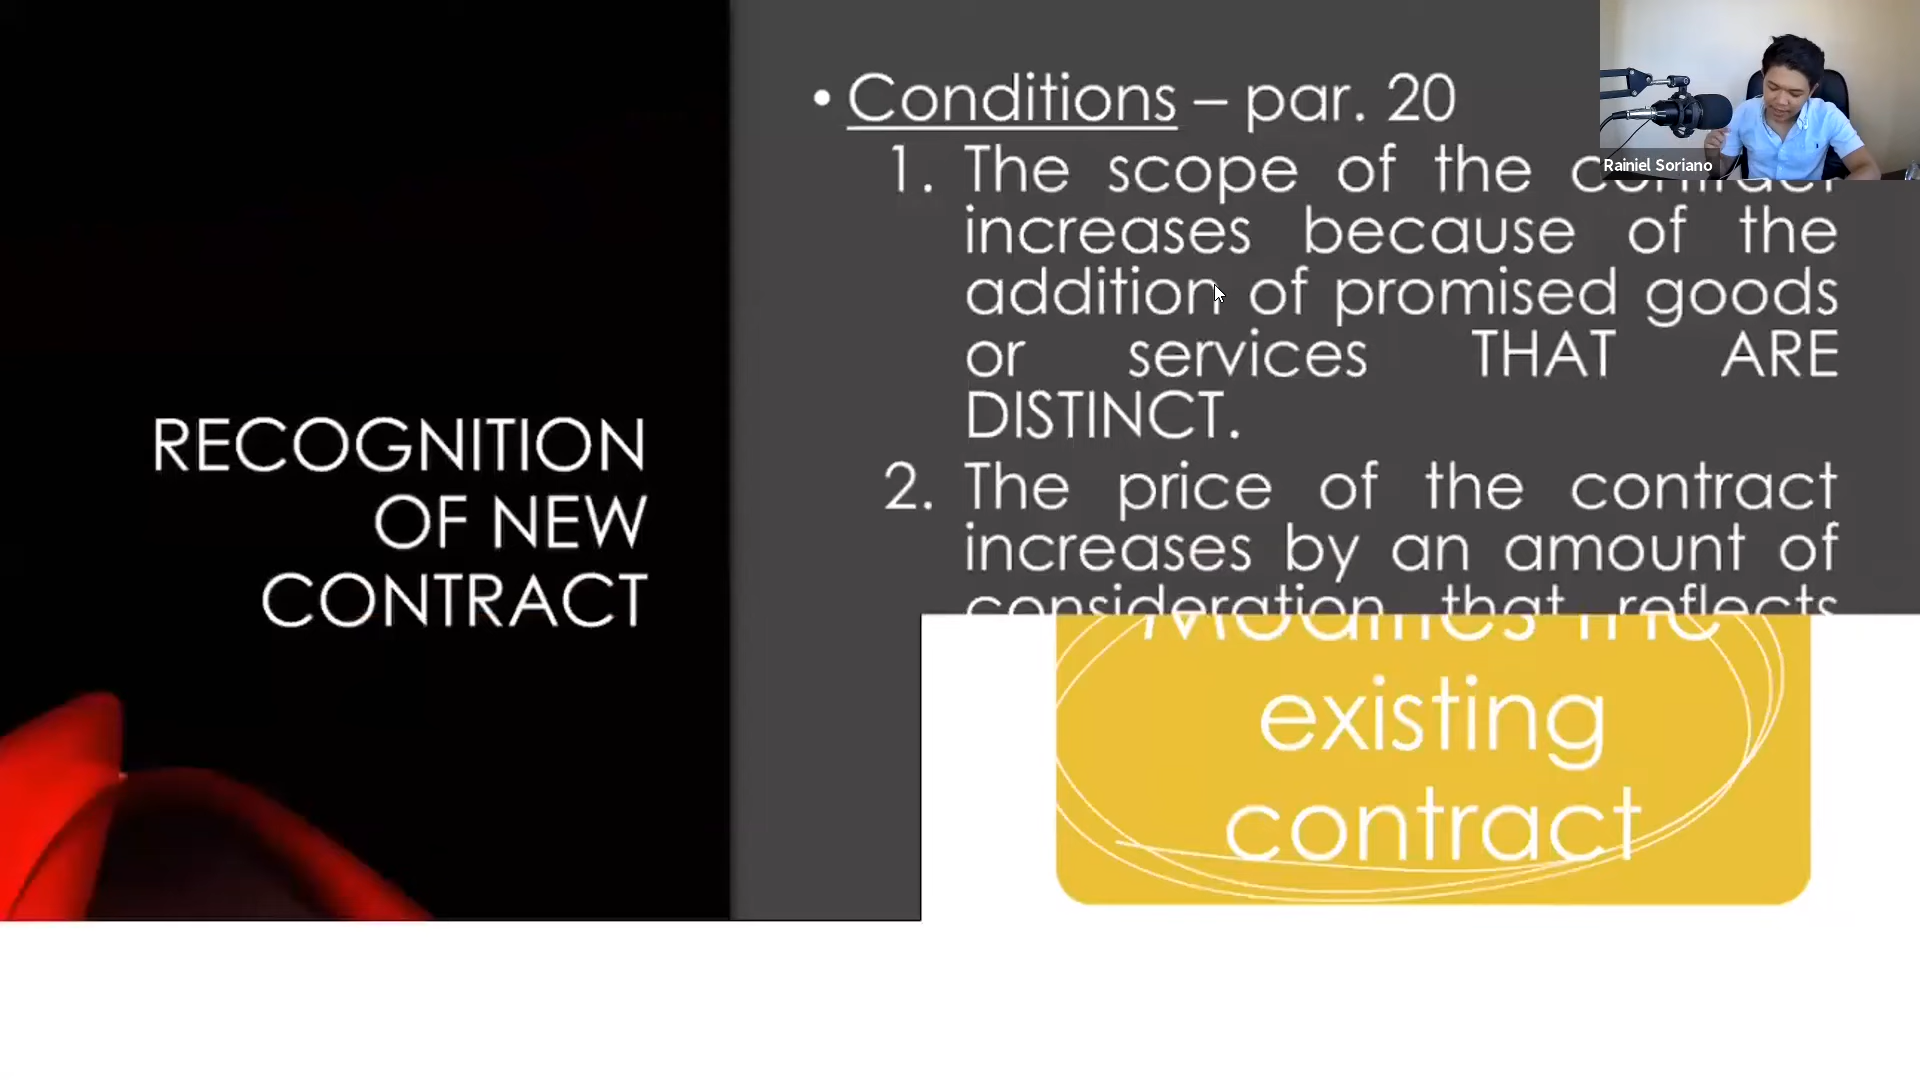 RECOGNITION
OF NEW
CONTRACT
• Conditions – par. 20
1. The scope of the contract
increases because of the
addition of promised goods
or services THAT ARE
DISTINCT.
2. The price of the contract
increases by an amount of
consideration that reflects
Modifies the
existing
contract
Rainiel Soriano